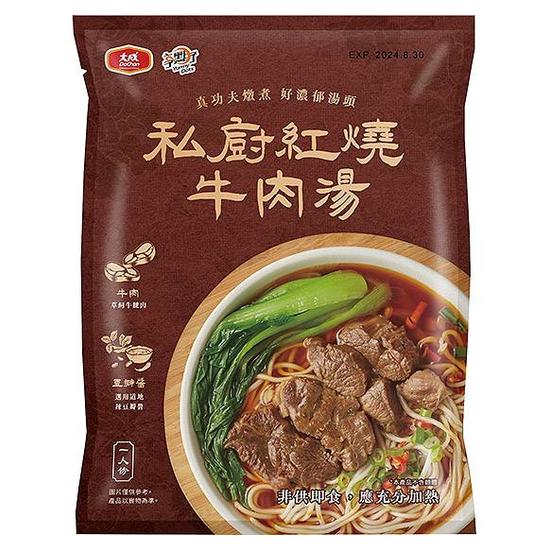 EXP. 2024.8.30
大成
DaChan
真功夫燉煮 好濃郁湯頭
私廚紅燒
牛肉湯
牛肉
草飼牛腱肉
豆瓣醬
選用道地
辣豆瓣醬
一人份
圖片僅供參考，
產品以實物為準。
*本產品不含麵體
非供即食，應充分加熱